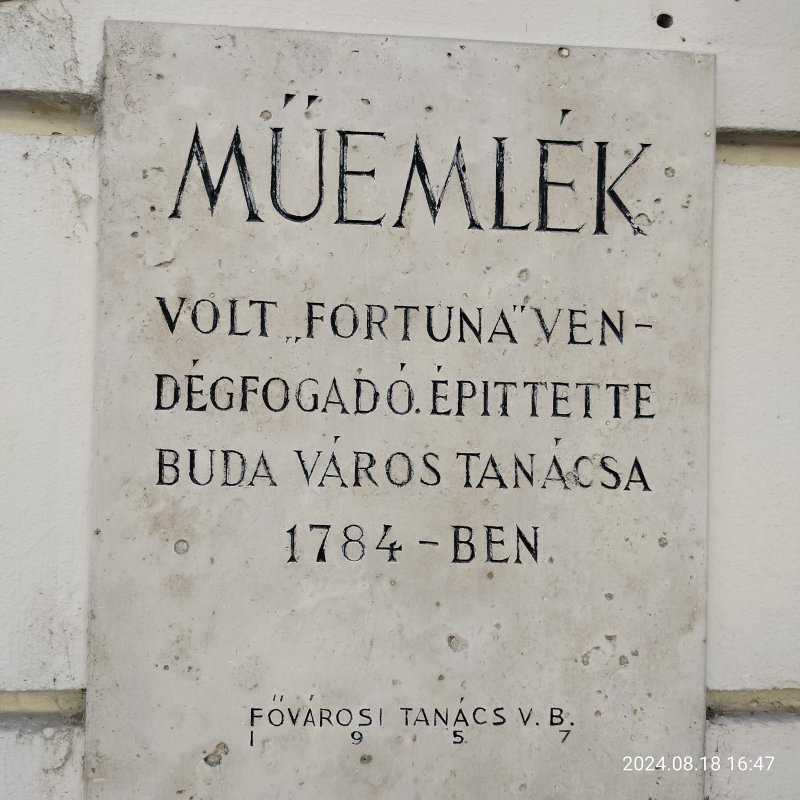 MŰEMLÉK
VOLT „FORTUNA" VEN-
DÉGFOGADÓ. ÉPITTETTE
BUDA VÁROS TANÁCSA
1784-BEN.
FŐVÁROSI TANÁCS V. B.
1957
2024.08.18 16:47